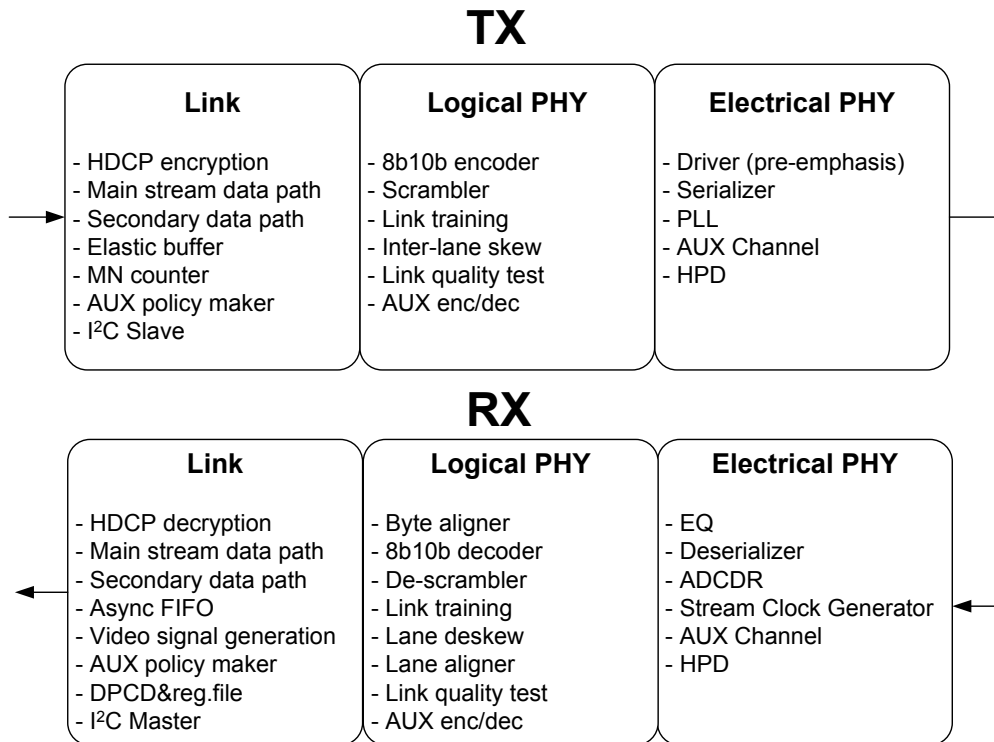 TX
Link
- HDCP encryption
- Main stream data path
- Secondary data path
- Elastic buffer
- MN counter
- AUX policy maker
- I²C Slave
Logical PHY
- 8b10b encoder
- Scrambler
- Link training
- Inter-lane skew
- Link quality test
- AUX enc/dec
Electrical PHY
- Driver (pre-emphasis)
- Serializer
- PLL
- AUX Channel
- HPD
RX
Link
- HDCP decryption
- Main stream data path
- Secondary data path
- Async FIFO
- Video signal generation
- AUX policy maker
- DPCD&reg.file
- I²C Master
Logical PHY
- Byte aligner
- 8b10b decoder
- De-scrambler
- Link training
- Lane deskew
- Lane aligner
- Link quality test
- AUX enc/dec
Electrical PHY
- EQ
- Deserializer
- ADCDR
- Stream Clock Generator
- AUX Channel
- HPD